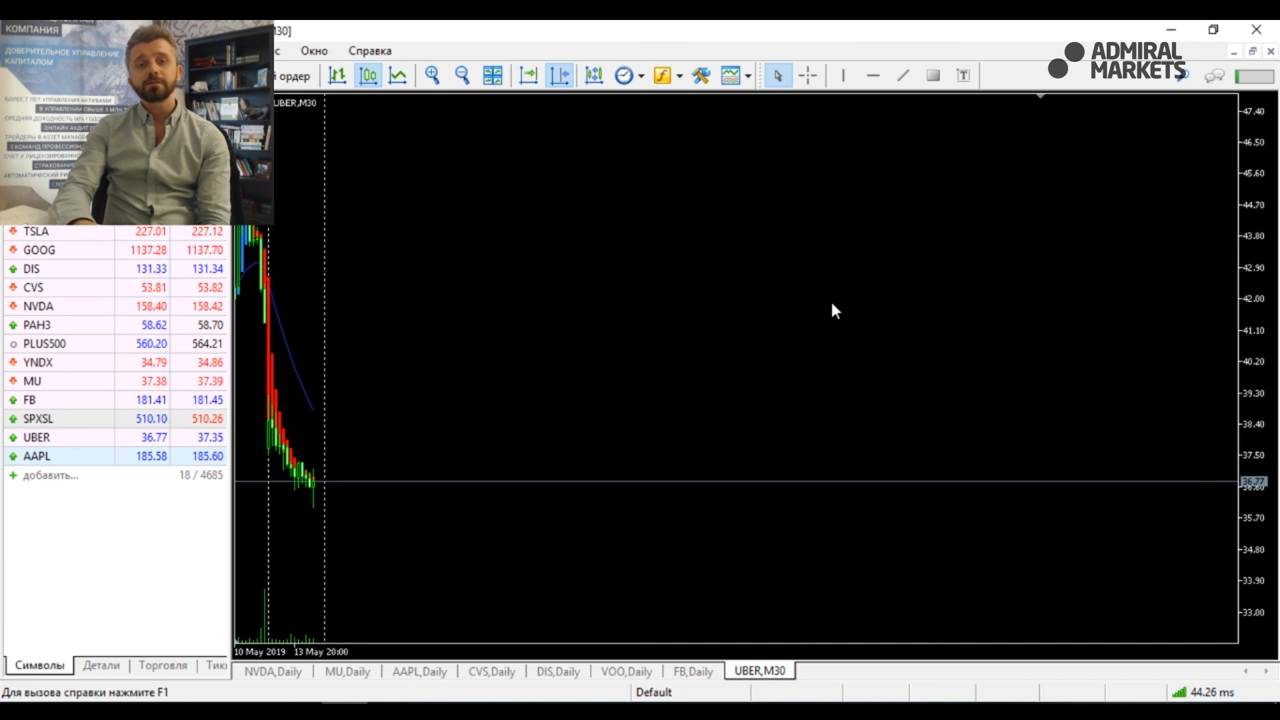 КОМПАНИЯ
ДОВЕРИТЕЛЬНОЕ УПРАВЛЕНИЕ
КАПИТАЛОМ
M30]
Окно Справка
ордер
ADMIRAL
MARKETS
UBER,M30
TSLA 227.01 227.12
GOOG 1137.28 1137.70
DIS 131.33 131.34
CVS 53.81 53.82
NVDA 158.40 158.42
PAH3 58.62 58.70
PLUS500 560.20 564.21
YNDX 34.79 34.86
MU 37.38 37.39
FB 181.41 181.45
SPXSL 510.10 510.26
UBER 36.77 37.35
AAPL 185.58 185.60
добавить... 18 / 4685
47.40
46.50
45.60
44.70
43.80
42.90
42.00
41.10
40.20
39.30
38.40
37.50
36.77
35.70
34.80
33.90
33.00
10 May 2019 13 May 20:00
Символы Детали Торговля Тики
NVDA,Daily MU,Daily AAPL,Daily CVS,Daily DIS,Daily VOO,Daily FB,Daily UBER,M30
Для вызова справки нажмите F1 Default 44.26 ms